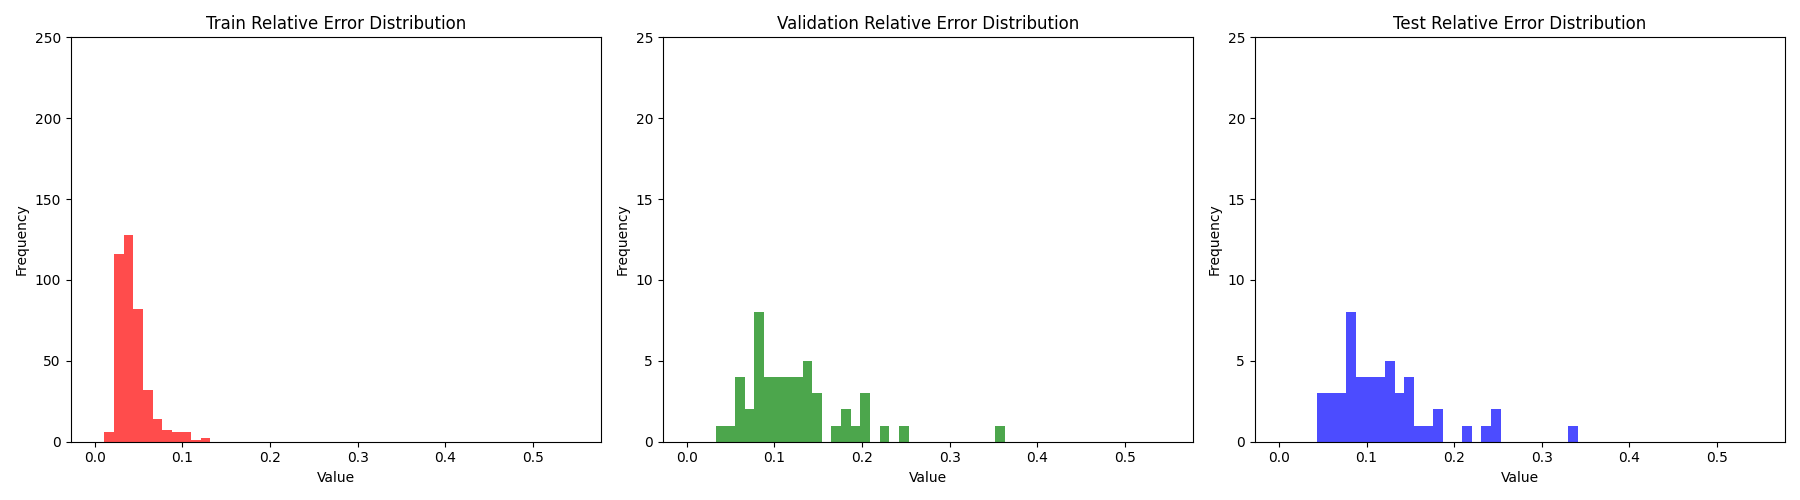 Train Relative Error Distribution
250
200
150
100
50
0
Frequency
0.0 0.1 0.2 0.3 0.4 0.5
Value
Validation Relative Error Distribution
25
20
15
10
5
0
Frequency
0.0 0.1 0.2 0.3 0.4 0.5
Value
Test Relative Error Distribution
25
20
15
10
5
0
Frequency
0.0 0.1 0.2 0.3 0.4 0.5
Value